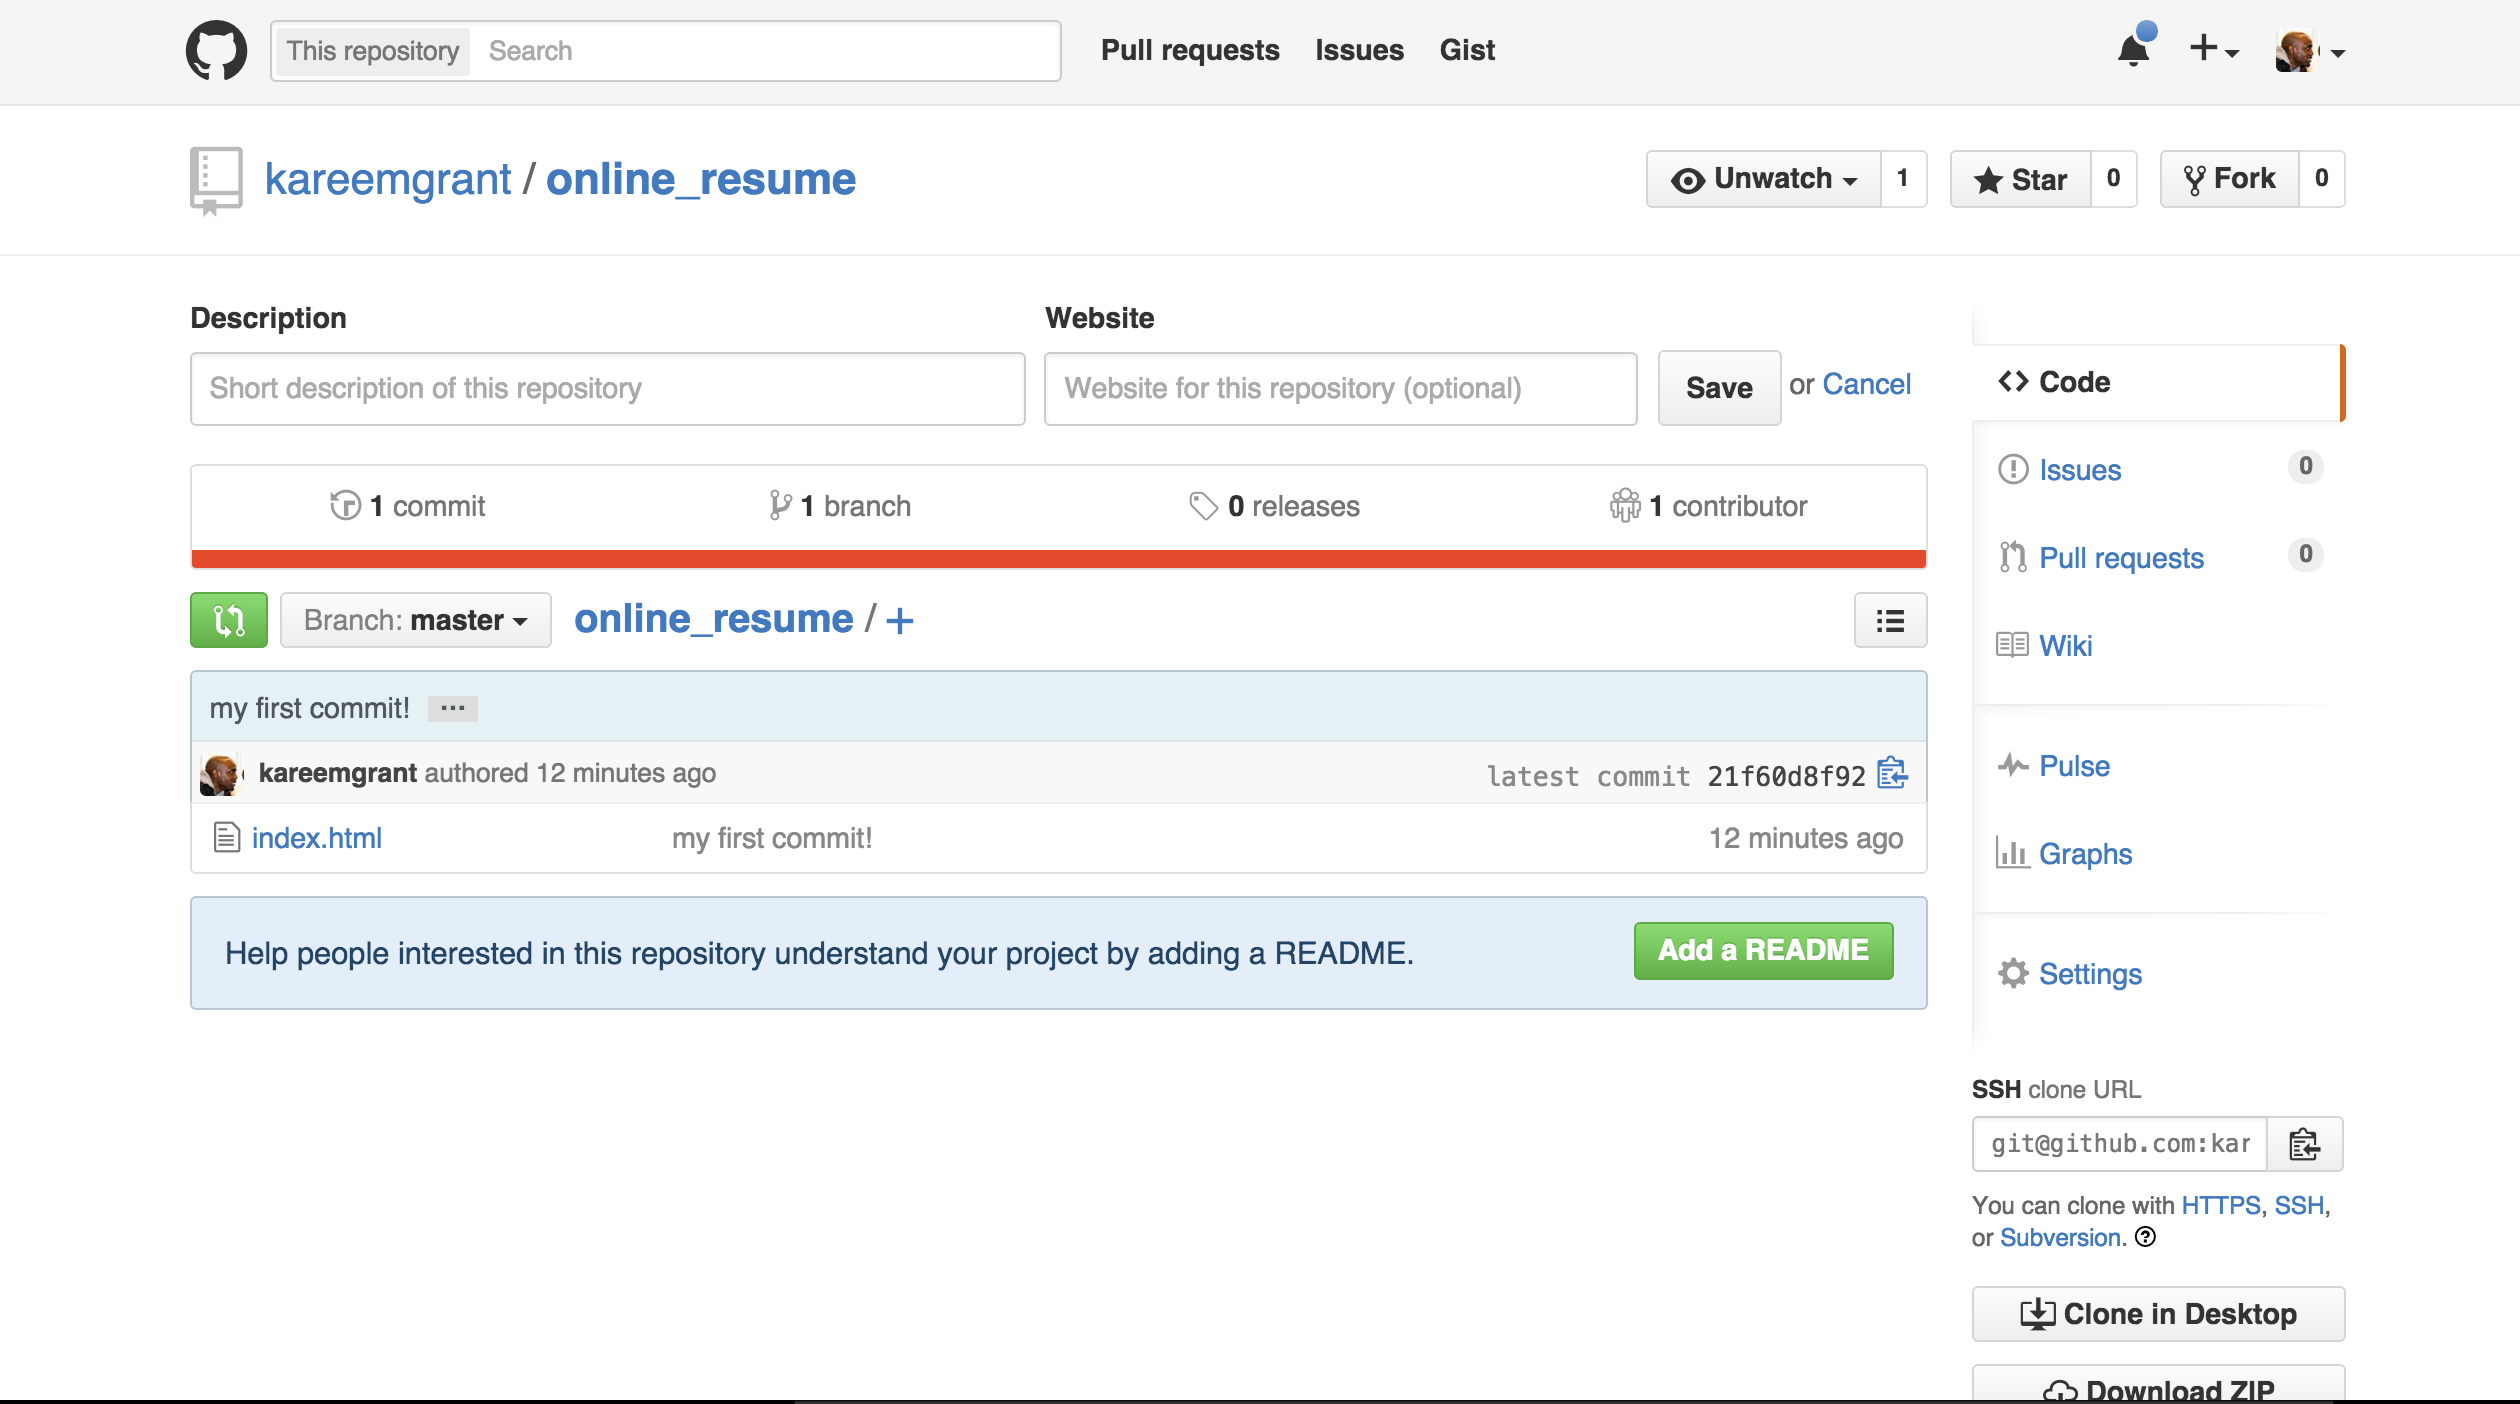 This repository Search Pull requests Issues Gist
kareemgrant / online_resume Unwatch 1 Star 0 Fork 0
Description Website
Short description of this repository Website for this repository (optional) Save or Cancel
1 commit 1 branch 0 releases 1 contributor
Branch: master online_resume / +
my first commit! ...
kareemgrant authored 12 minutes ago latest commit 21f60d8f92
index.html my first commit! 12 minutes ago
Help people interested in this repository understand your project by adding a README. Add a README
Code
Issues 0
Pull requests 0
Wiki
Pulse
Graphs
Settings
SSH clone URL
git@github.com:kar
You can clone with HTTPS, SSH,
or Subversion.
Clone in Desktop
Download ZIP